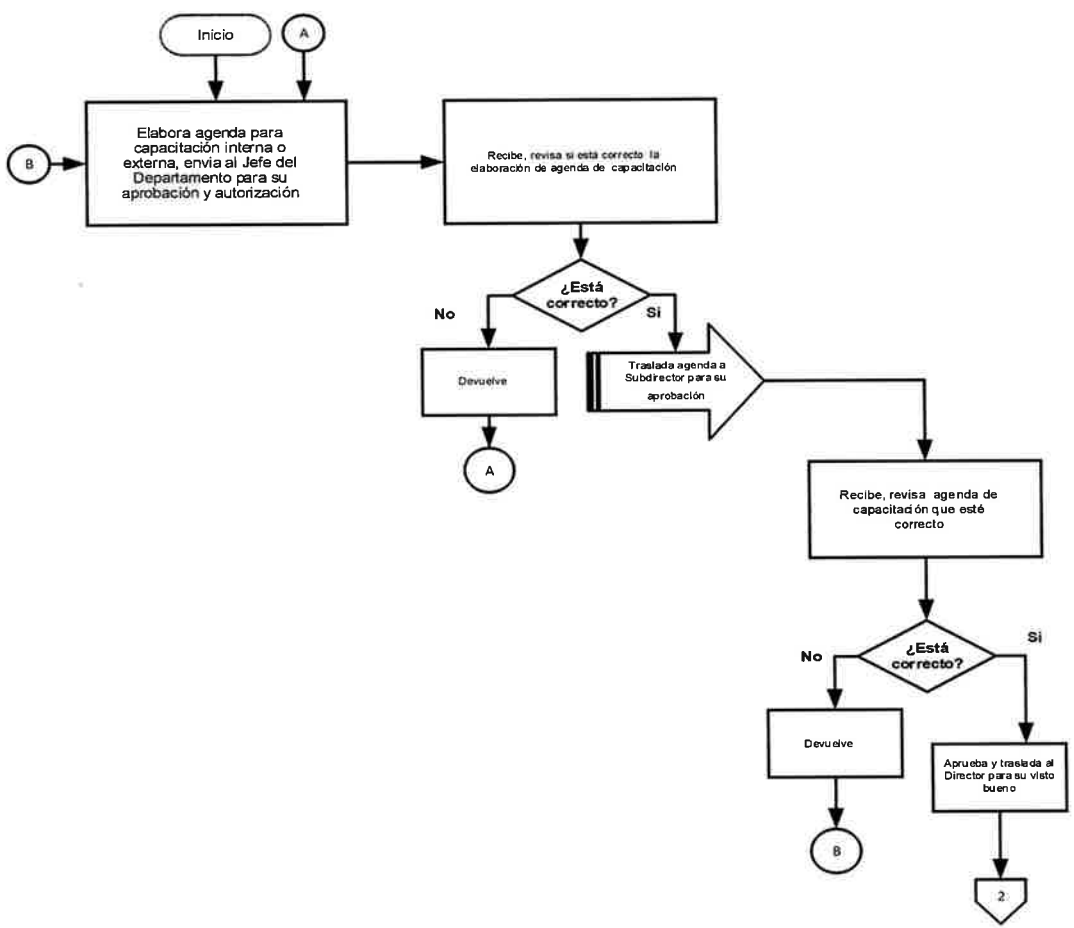 Inicio
A
B
Elabora agenda para
capacitación interna o
externa, envia al Jefe del
Departamento para su
aprobación y autorización
Recibe, revisa si está correcto la
elaboración de agenda de capacitación
¿Está
correcto?
No
Si
Devuelve
Traslada agenda a
Subdirector para su
aprobación
A
Recibe, revisa agenda de
capacitación que esté
correcto
¿Está
correcto?
No
Si
Devuelve
Aprueba y traslada al
Director para su visto
bueno
B
2